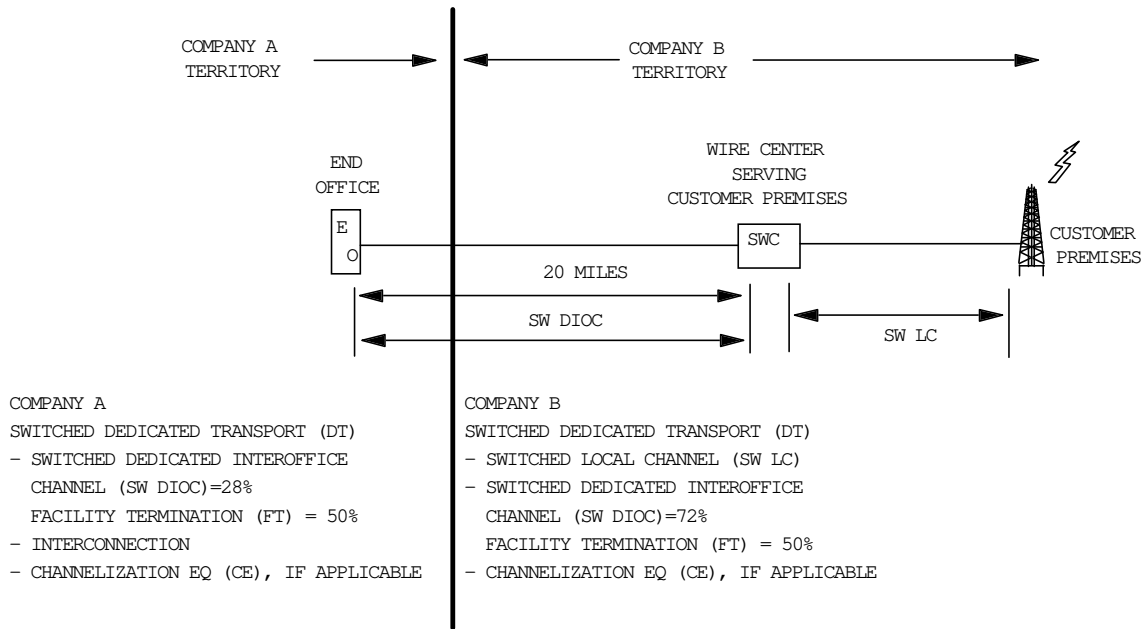 COMPANY A
TERRITORY
COMPANY B
TERRITORY
END
OFFICE
WIRE CENTER
SERVING
CUSTOMER PREMISES
E
O
SWC
CUSTOMER
PREMISES
20 MILES
SW DIOC
SW LC
COMPANY A
SWITCHED DEDICATED TRANSPORT (DT)
– SWITCHED DEDICATED INTEROFFICE
CHANNEL (SW DIOC)=28%
FACILITY TERMINATION (FT) = 50%
– INTERCONNECTION
– CHANNELIZATION EQ (CE), IF APPLICABLE
COMPANY B
SWITCHED DEDICATED TRANSPORT (DT)
– SWITCHED LOCAL CHANNEL (SW LC)
– SWITCHED DEDICATED INTEROFFICE
CHANNEL (SW DIOC)=72%
FACILITY TERMINATION (FT) = 50%
– CHANNELIZATION EQ (CE), IF APPLICABLE